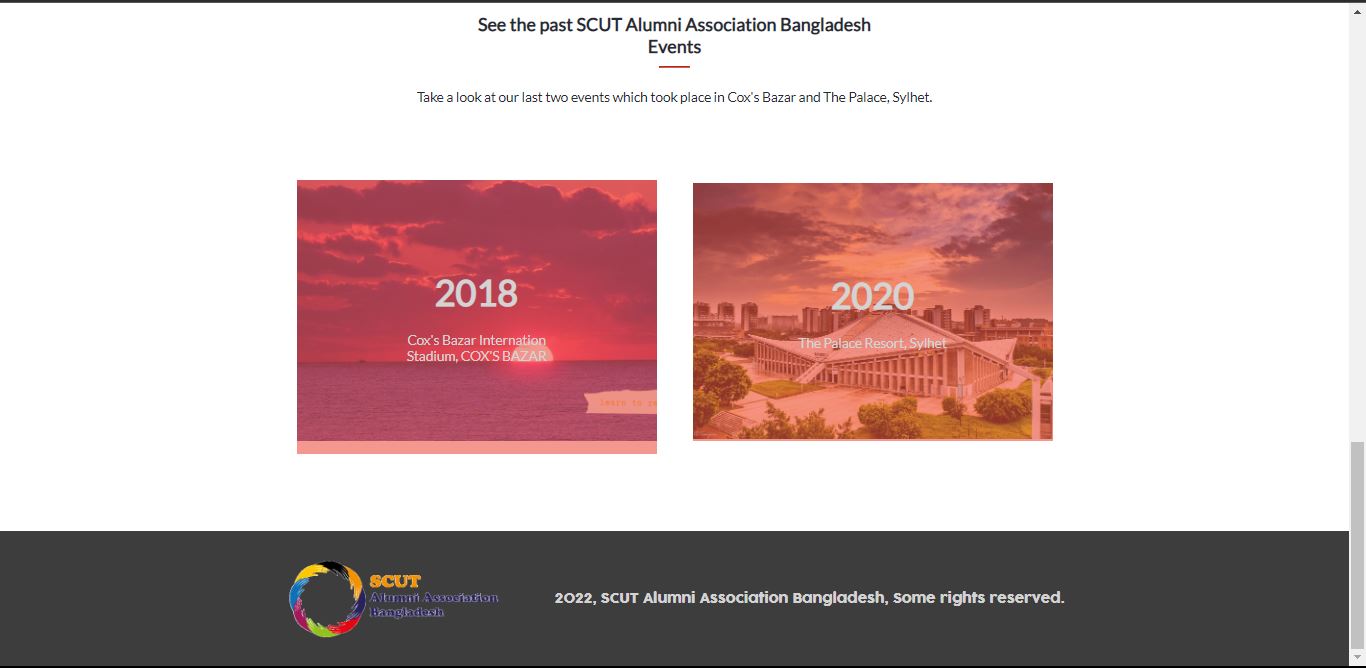 See the past SCUT Alumni Association Bangladesh
Events
Take a look at our last two events which took place in Cox's Bazar and The Palace, Sylhet.
2018
Cox's Bazar Internation
Stadium, COX'S BAZAR
learn to re
2020
The Palace Resort, Sylhet
SCUT
Alumni Association
Bangladesh
2022, SCUT Alumni Association Bangladesh, Some rights reserved.